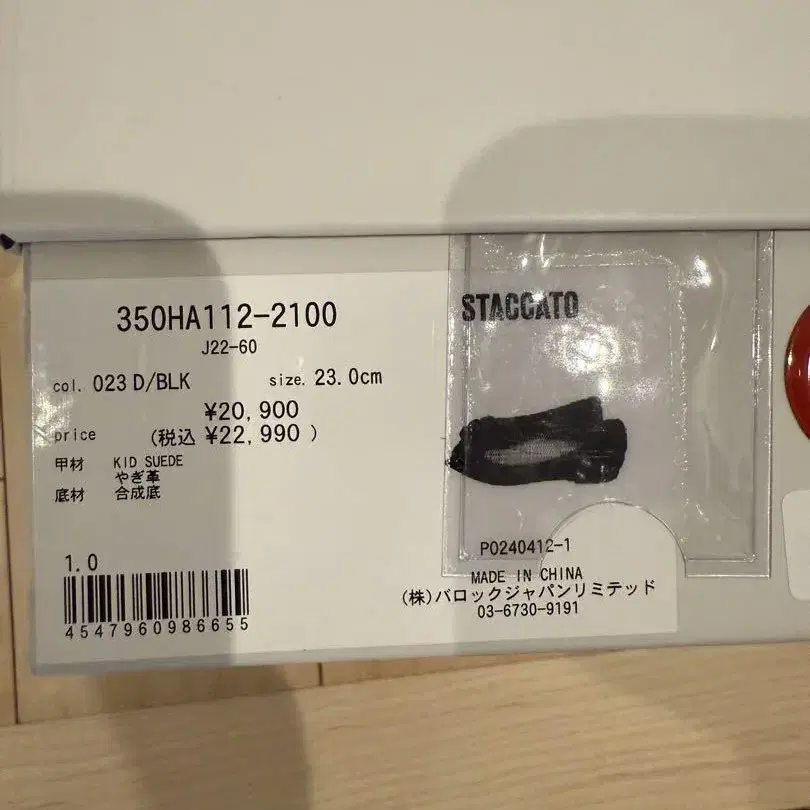 350HA112-2100
J22-60
col. 023 D/BLK size. 23.0cm
¥20,900
price (税込 ¥22,990 )
甲材 KID SUEDE
やぎ革
底材 合成底
1.0
4547960986655
STACCATO
P0240412-1
MADE IN CHINA
(株)バロックジャパンリミテッド
03-6730-9191